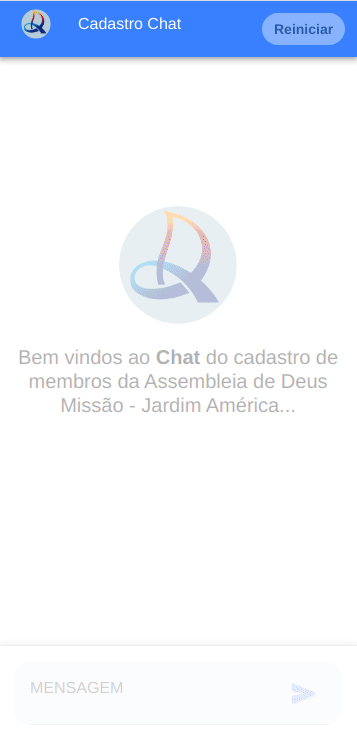 Cadastro Chat
Reiniciar
Bem vindos ao Chat do cadastro de
membros da Assembleia de Deus
Missão - Jardim América...
MENSAGEM